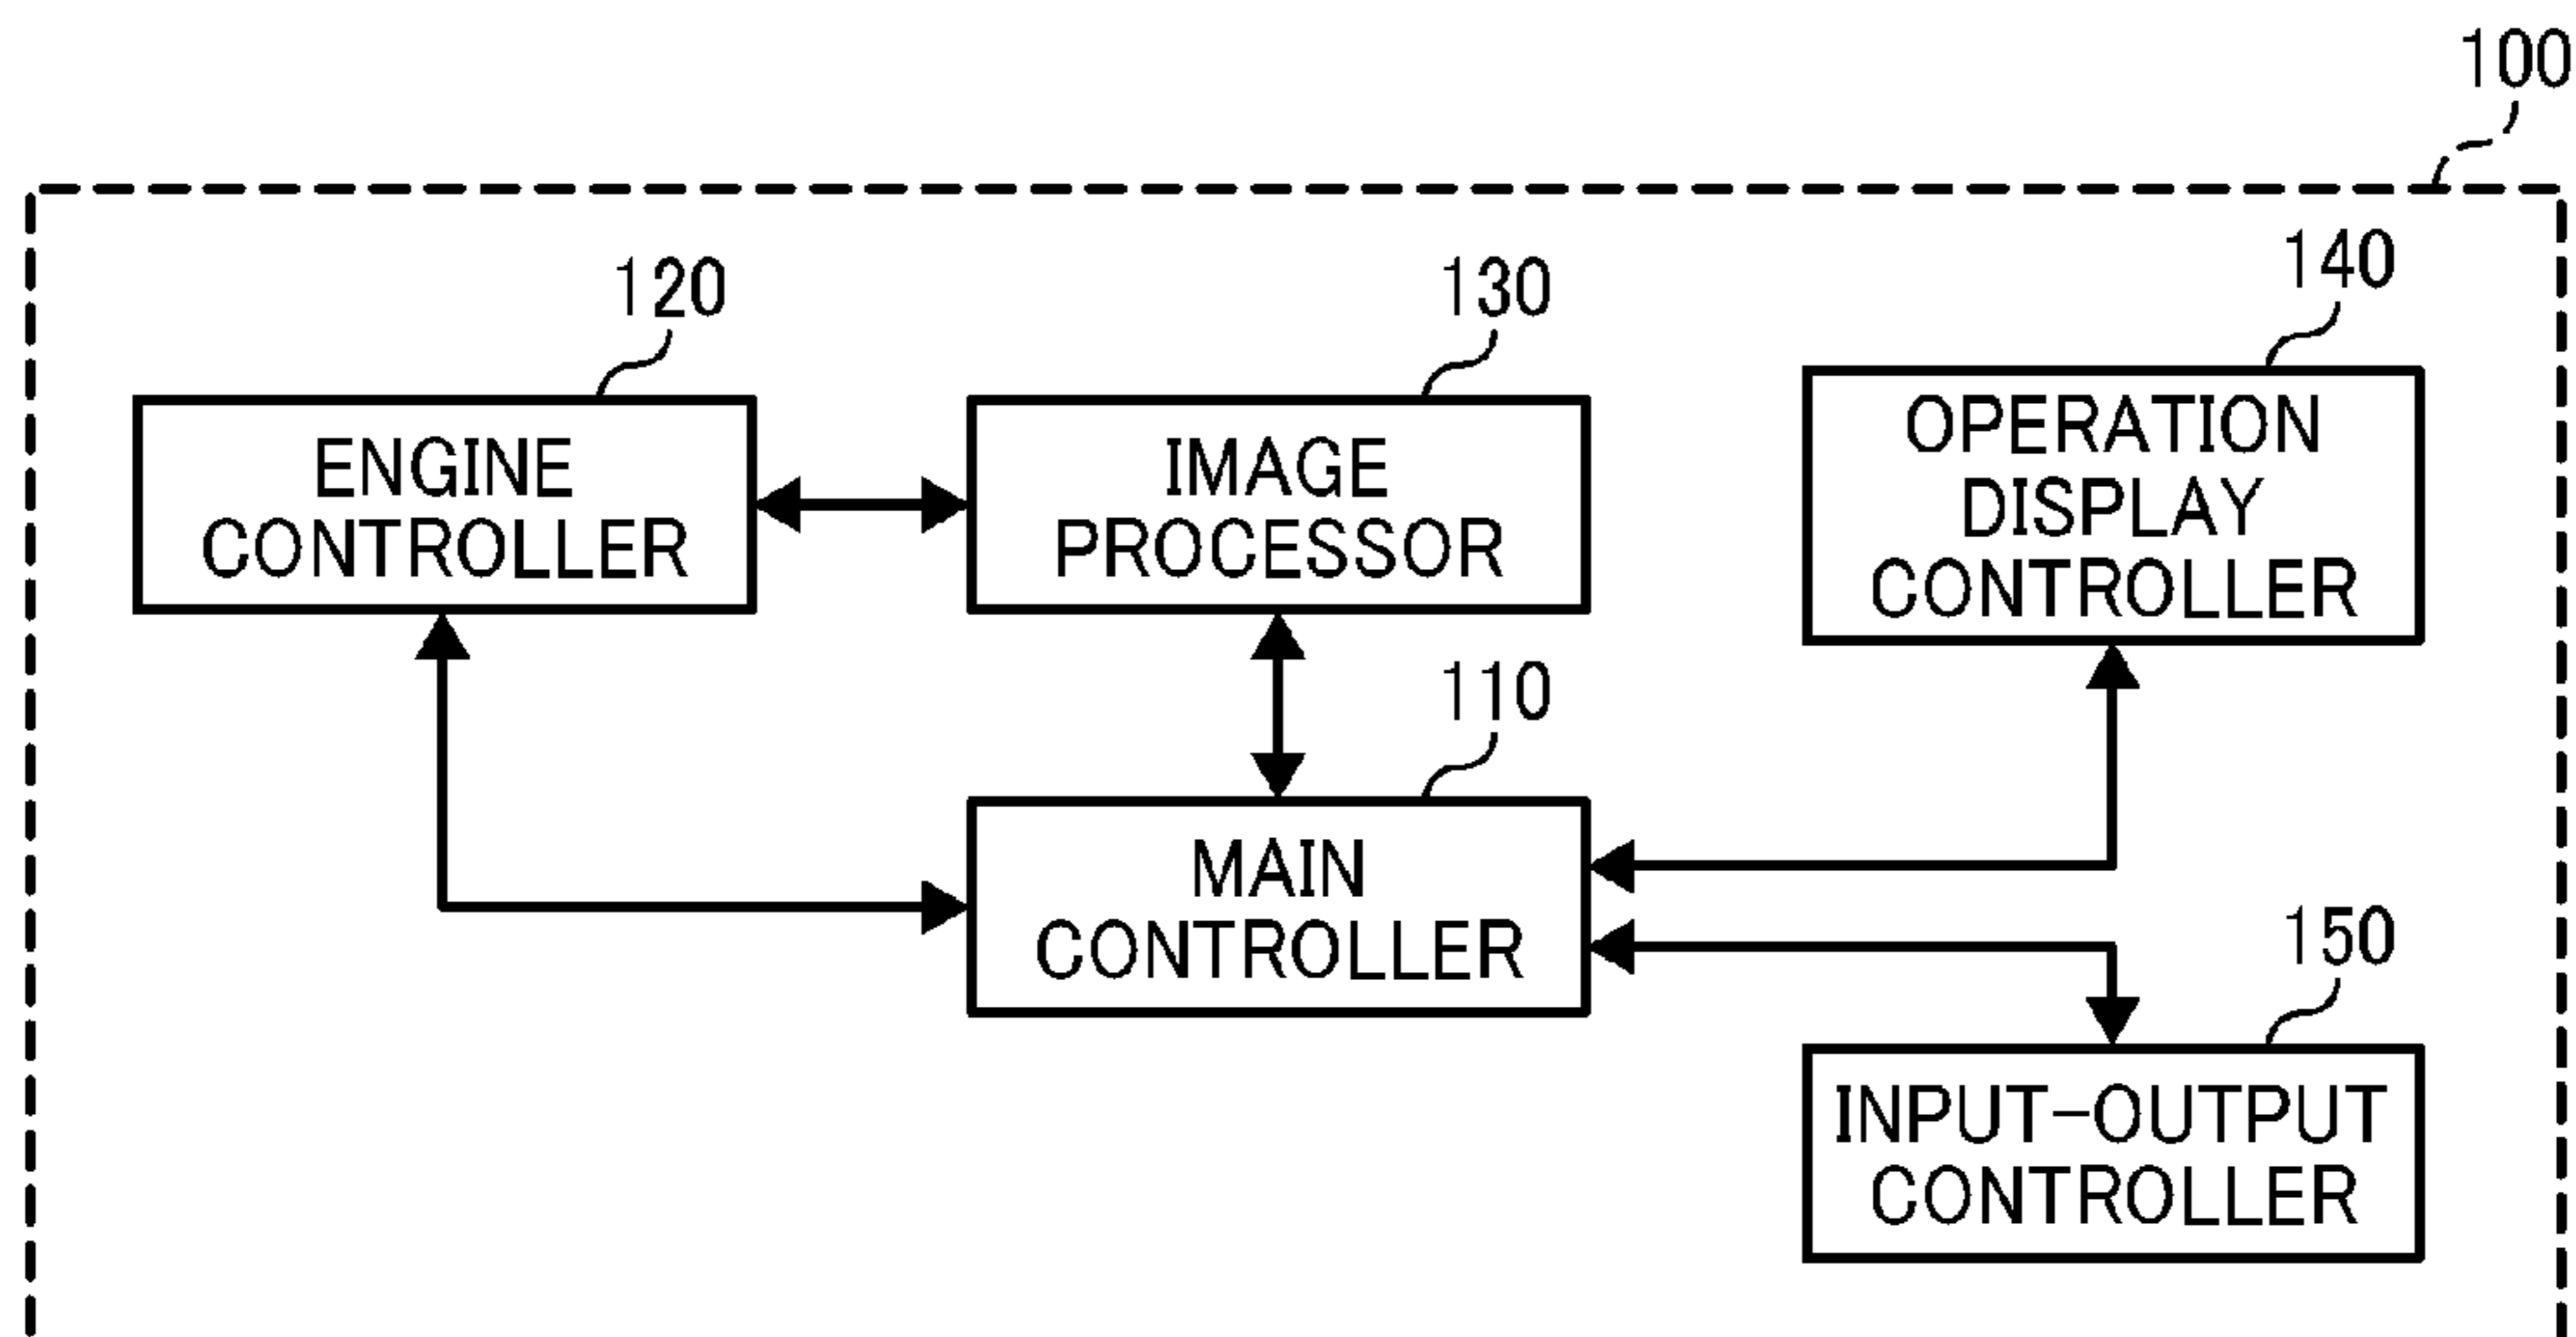 100
120
ENGINE
CONTROLLER
130
IMAGE
PROCESSOR
140
OPERATION
DISPLAY
CONTROLLER
110
MAIN
CONTROLLER
150
INPUT-OUTPUT
CONTROLLER